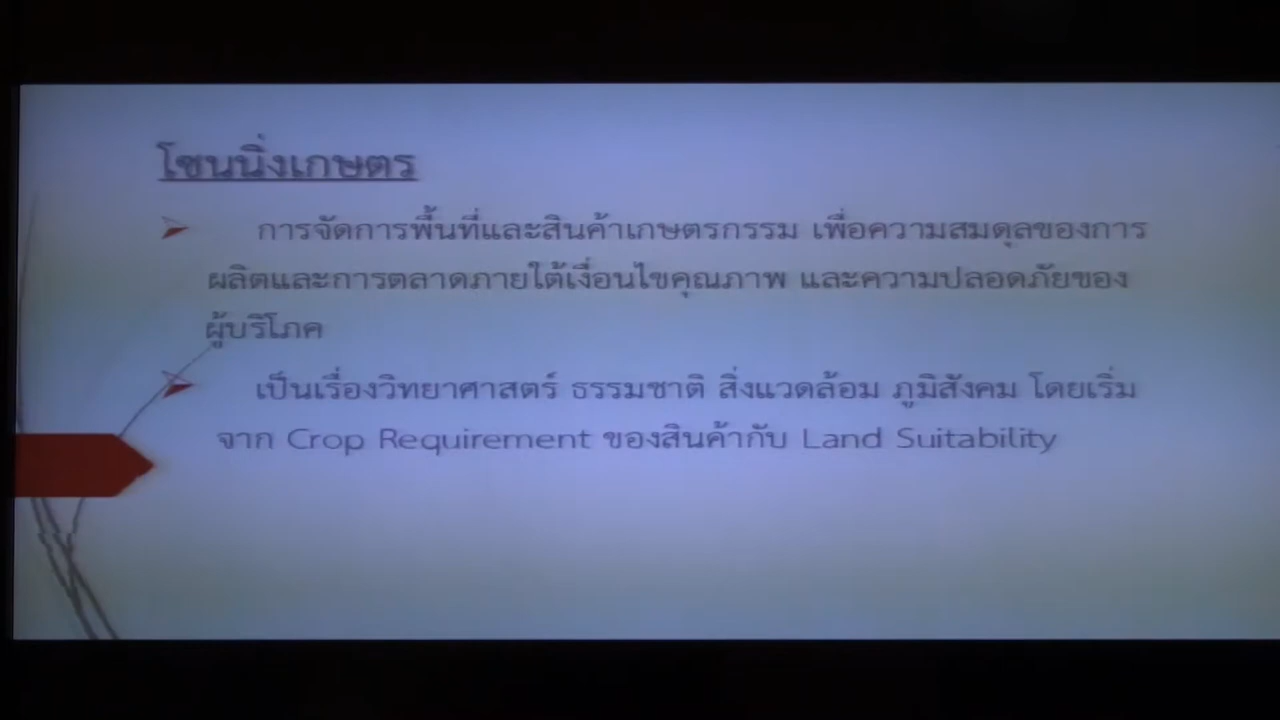 โซนนิ่งเกษตร
การจัดการพื้นที่และสินค้าเกษตรกรรม เพื่อความสมดุลของการ
ผลิตและการตลาดภายใต้เงื่อนไขคุณภาพ และความปลอดภัยของ
ผู้บริโภค
เป็นเรื่องวิทยาศาสตร์ ธรรมชาติ สิ่งแวดล้อม ภูมิสังคม โดยเริ่ม
จาก Crop Requirement ของสินค้ากับ Land Suitability